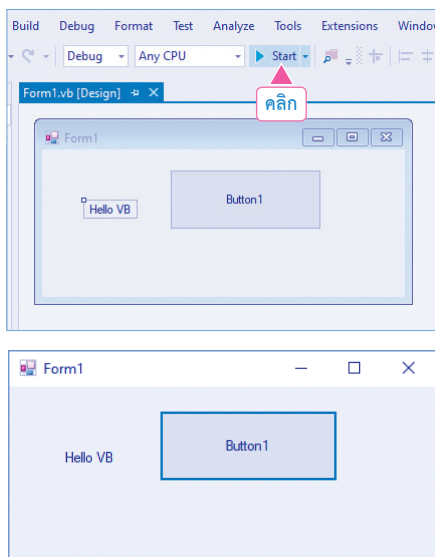 Build Debug Format Test Analyze Tools Extensions Windo
Debug Any CPU Start
Form1.vb [Design]
คลิก
Form1
Hello VB Button1
Form1
Hello VB Button1